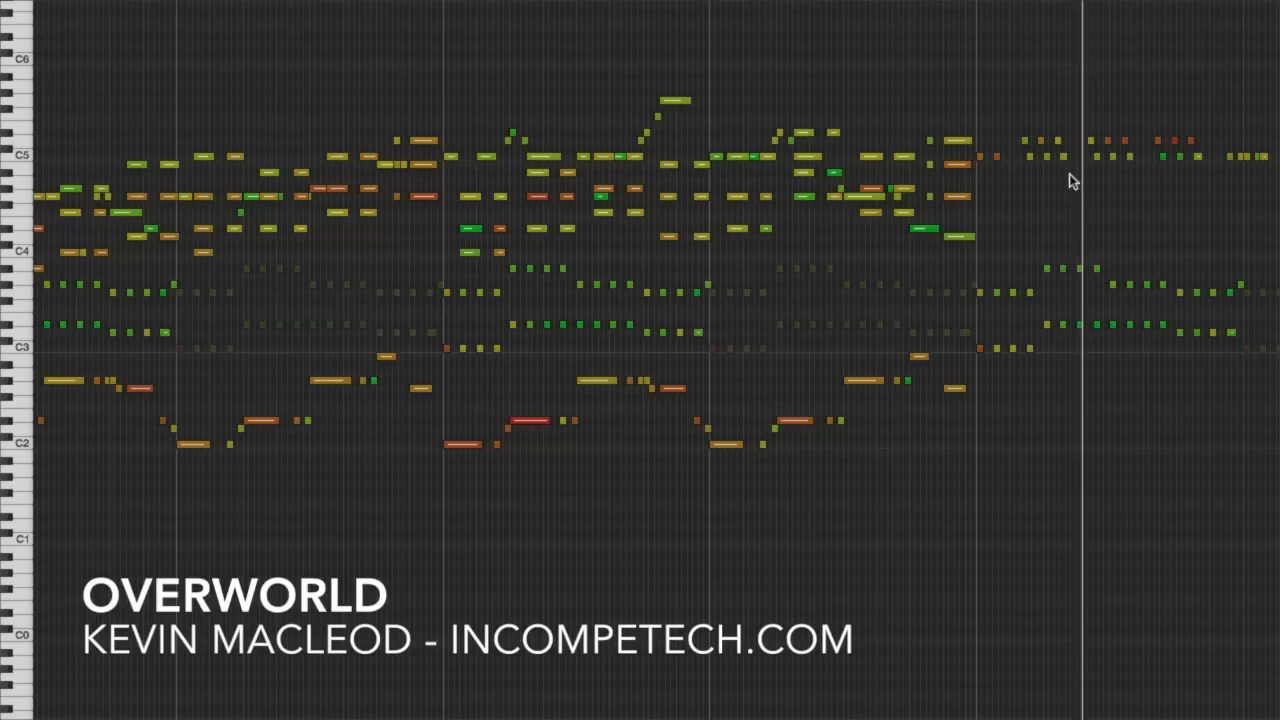 C6
C5
C4
C3
C2
C1
C0
OVERWORLD
KEVIN MACLEOD - INCOMPETECH.COM